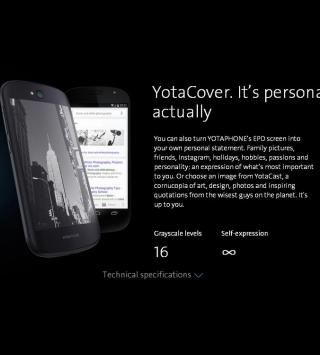 YotaCover. It's persona
actually
You can also turn YOTAPHONE's EPD screen into
your own personal statement. Family pictures,
friends, Instagram, holidays, hobbies, passions and
personality: an expression of what's most important
to you. Or choose an image from YotaCast, a
cornucopia of art, design, photos and inspiring
quotations from the wisest guys on the planet. It's
up to you.
Grayscale levels Self-expression
16 ∞
Technical specifications